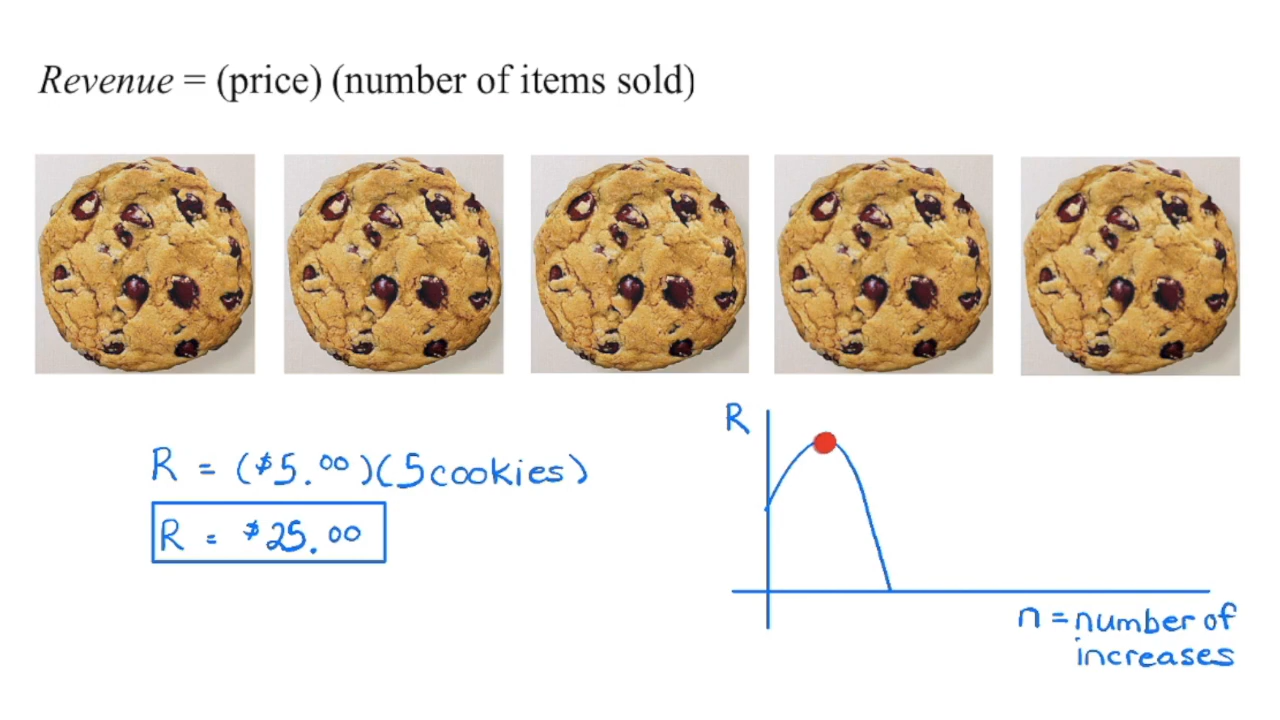 Revenue = (price) (number of items sold)
R = ($5.00)(5cookies)
R = $25.00
R
n = number of
increases